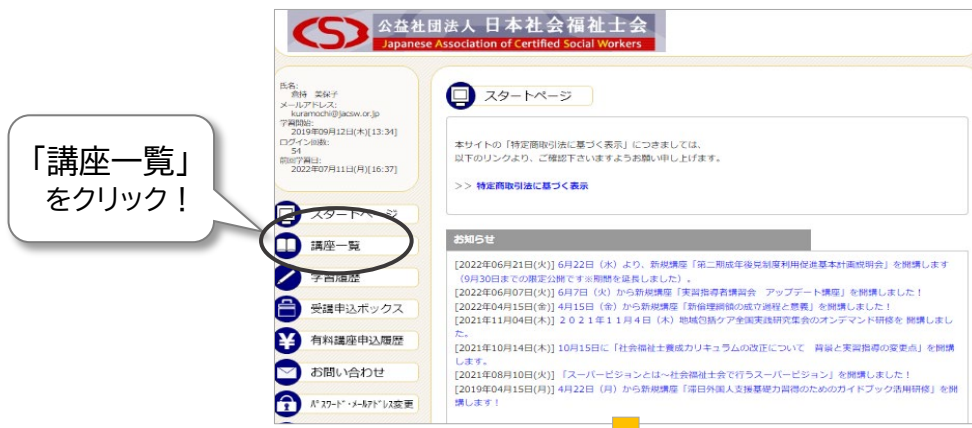 公益社団法人 日本社会福祉士会
Japanese Association of Certified Social Workers
氏名:
倉持 美保子
メールアドレス:
kuramochi@jacsw.or.jp
学習開始:
2019年09月12日(木)[13:34]
ログイン回数:
54
前回学習日:
2022年07月11日(月)[16:37]
「講座一覧」
をクリック!
スタートページ
講座一覧
学習履歴
受講申込ボックス
有料講座申込履歴
お問い合わせ
ﾊﾟｽﾜｰﾄﾞ・ﾒｰﾙｱﾄﾞﾚｽ変更
スタートページ
本サイトの「特定商取引法に基づく表示」につきましては、
以下のリンクより、ご確認下さいますようお願い申し上げます。
>> 特定商取引法に基づく表示
お知らせ
[2022年06月21日(火)] 6月22日（水）より、新規講座「第二期成年後見制度利用促進基本計画説明会」を開講します
（9月30日までの限定公開です※期間を延長しました）。
[2022年06月07日(火)] 6月7日（火）から新規講座「実習指導者講習会　アップデート講座」を開講しました！
[2022年04月15日(金)] 4月15日（金）から新規講座「新倫理綱領の成立過程と意義」を開講しました！
[2021年11月04日(木)] ２０２１年１１月４日（木）地域包括ケア全国実践研究集会のオンデマンド研修を 開講しまし
た。
[2021年10月14日(木)] 10月15日に「社会福祉士養成カリキュラムの改正について　背景と実習指導の変更点」を開講
します。
[2021年08月10日(火)] 「スーパービジョンとは～社会福祉士会で行うスーパービジョン」を開講しました！
[2019年04月15日(月)] 4月22日（月）から新規講座「滞日外国人支援基礎力習得のためのガイドブック活用研修」を開
講します！